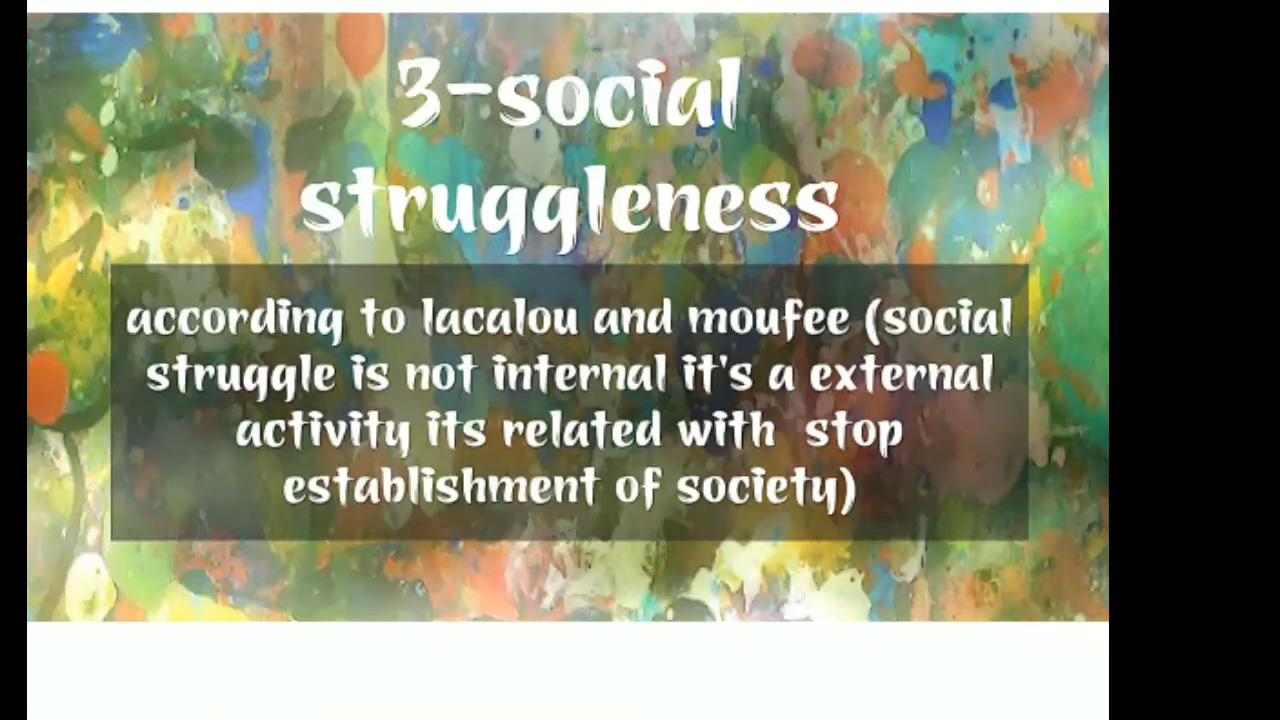 3-social
struggleness
according to lacalou and moufee (social
struggle is not internal it's a external
activity its related with stop
establishment of society)